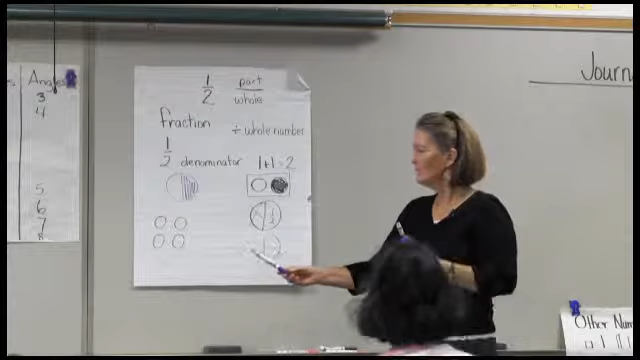 Angles
3
4
5
6
7
8
1/2 part/whole
fraction
÷ whole number
1/2 denominator 1+1=2
Journ
Other Num